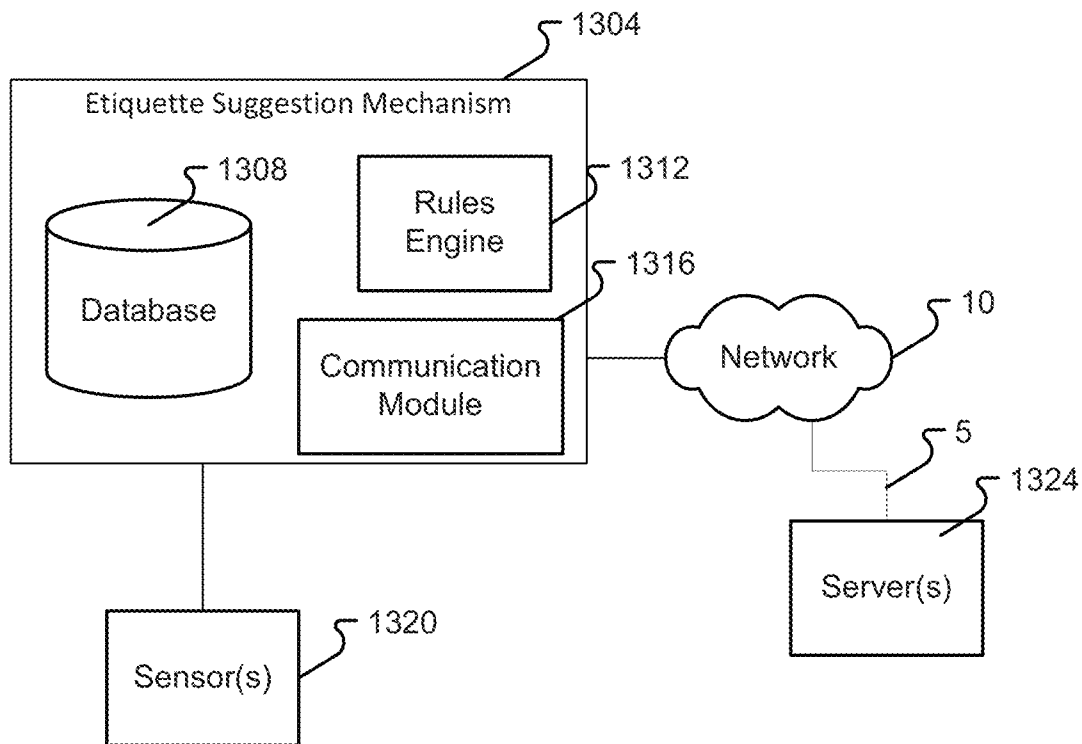 1304
Etiquette Suggestion Mechanism
1308
Database
Rules
Engine
1312
1316
Communication
Module
10
Network
5
1324
Server(s)
1320
Sensor(s)